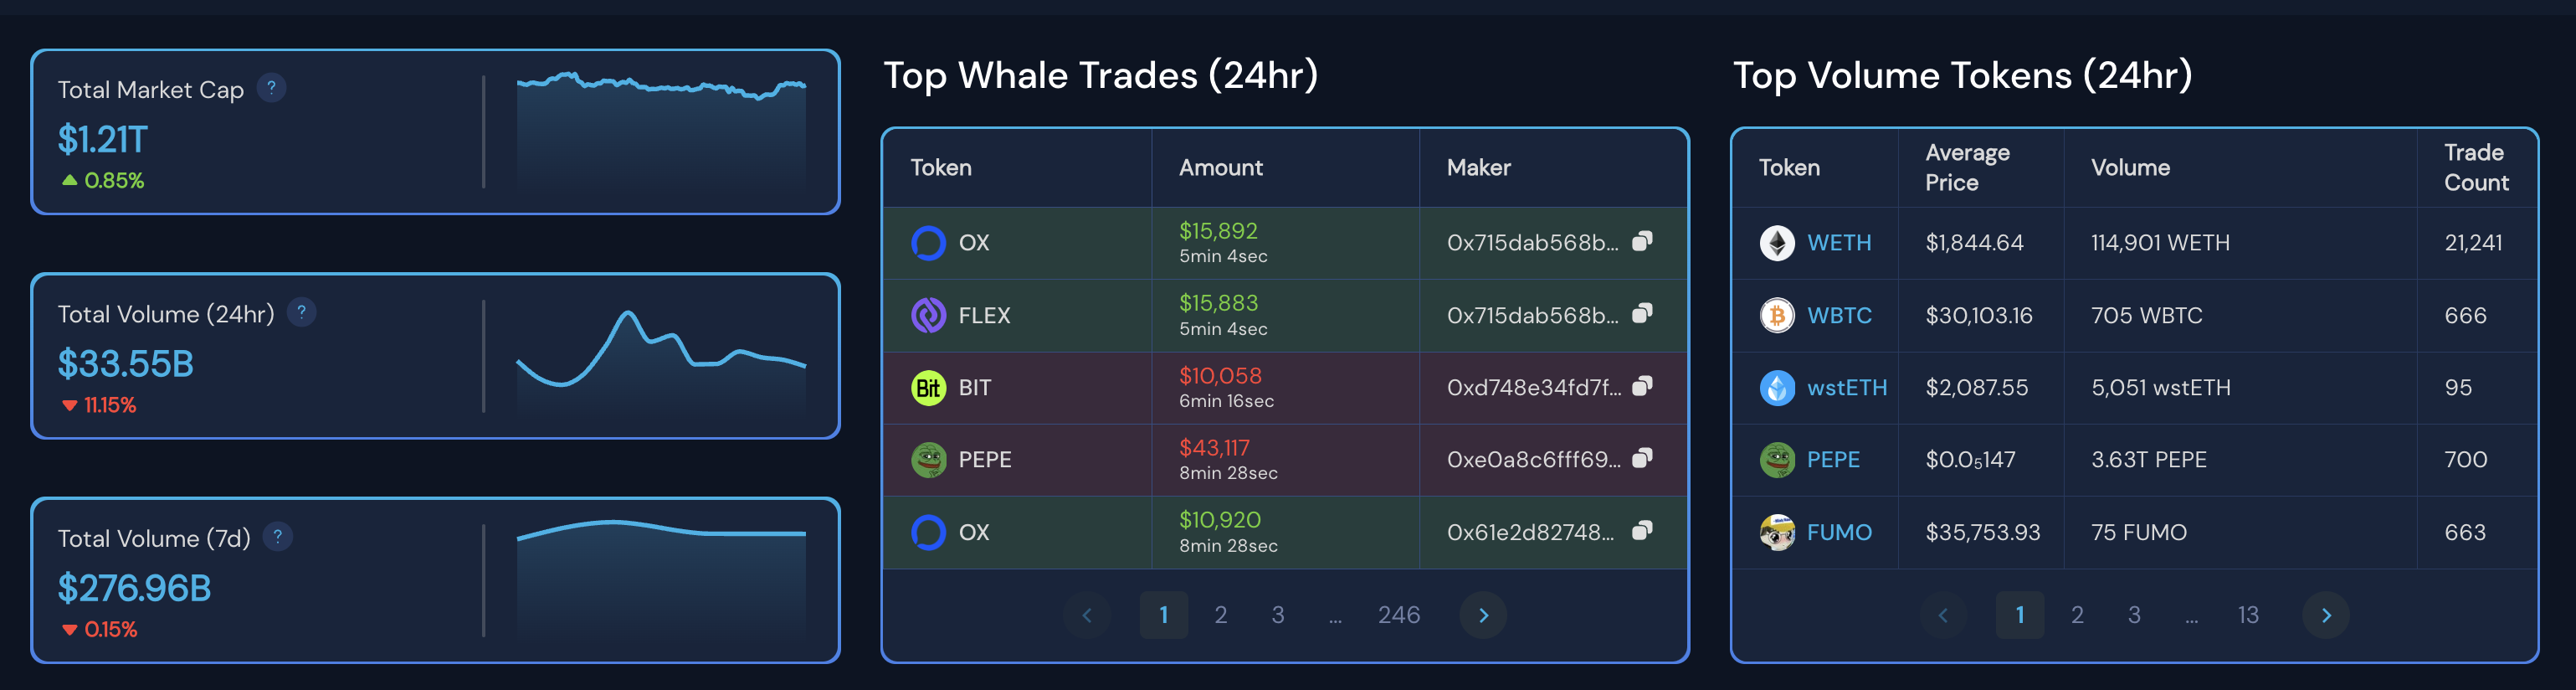 Total Market Cap ?
$1.21T
0.85%
Total Volume (24hr) ?
$33.55B
11.15%
Total Volume (7d) ?
$276.96B
0.15%
Top Whale Trades (24hr)
Token Amount Maker
OX $15,892 5min 4sec 0x715dab568b...
FLEX $15,883 5min 4sec 0x715dab568b...
Bit BIT $10,058 6min 16sec 0xd748e34fd7f...
PEPE $43,117 8min 28sec 0xe0a8c6fff69...
OX $10,920 8min 28sec 0x61e2d82748...
< 1 2 3 ... 246 >
Top Volume Tokens (24hr)
Token Average Price Volume Trade Count
WETH $1,844.64 114,901 WETH 21,241
WBTC $30,103.16 705 WBTC 666
wstETH $2,087.55 5,051 wstETH 95
PEPE $0.0₅147 3.63T PEPE 700
FUMO $35,753.93 75 FUMO 663
< 1 2 3 ... 13 >